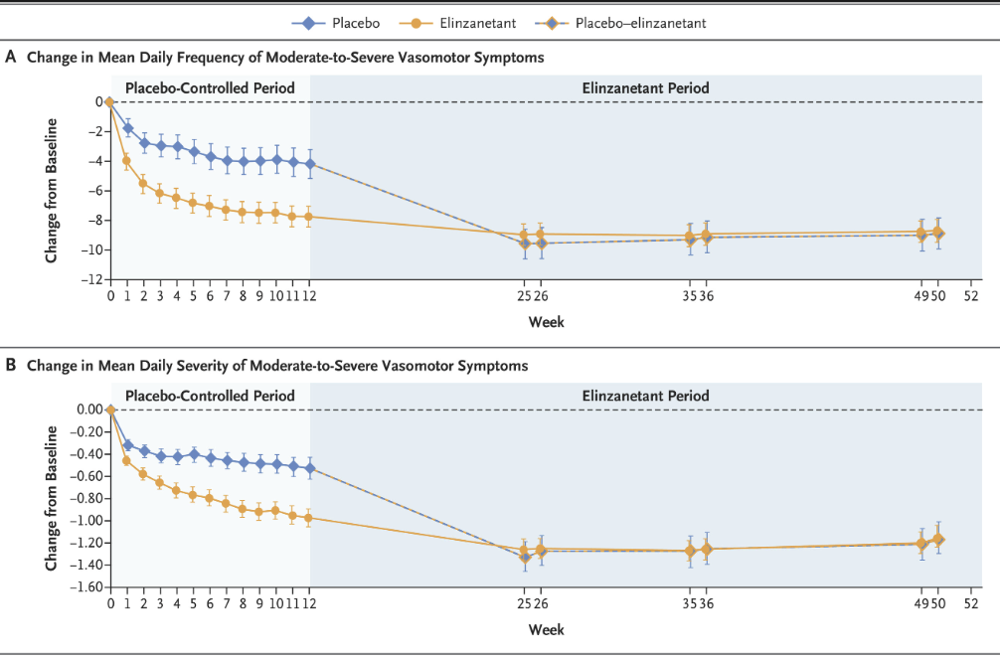 Placebo Elinzanetant Placebo–elinzanetant
A Change in Mean Daily Frequency of Moderate-to-Severe Vasomotor Symptoms
Placebo-Controlled Period Elinzanetant Period
Change from Baseline
0
−2
−4
−6
−8
−10
−12
0 1 2 3 4 5 6 7 8 9 10 11 12 25 26 35 36 49 50 52
Week
B Change in Mean Daily Severity of Moderate-to-Severe Vasomotor Symptoms
Placebo-Controlled Period Elinzanetant Period
Change from Baseline
0.00
−0.20
−0.40
−0.60
−0.80
−1.00
−1.20
−1.40
−1.60
0 1 2 3 4 5 6 7 8 9 10 11 12 25 26 35 36 49 50 52
Week